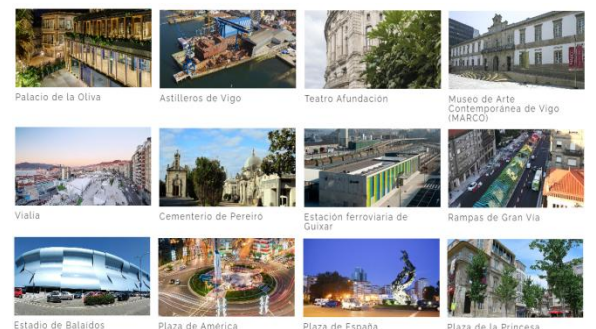 Palacio de la Oliva
Astilleros de Vigo
Teatro Afundación
Museo de Arte
Contemporánea de Vigo
(MARCO)
Vialia
Cementerio de Pereiró
Estación ferroviaria de
Guixar
Rampas de Gran Vía
Estadio de Balaidos
Plaza de América
Plaza de España
Plaza de la Princesa